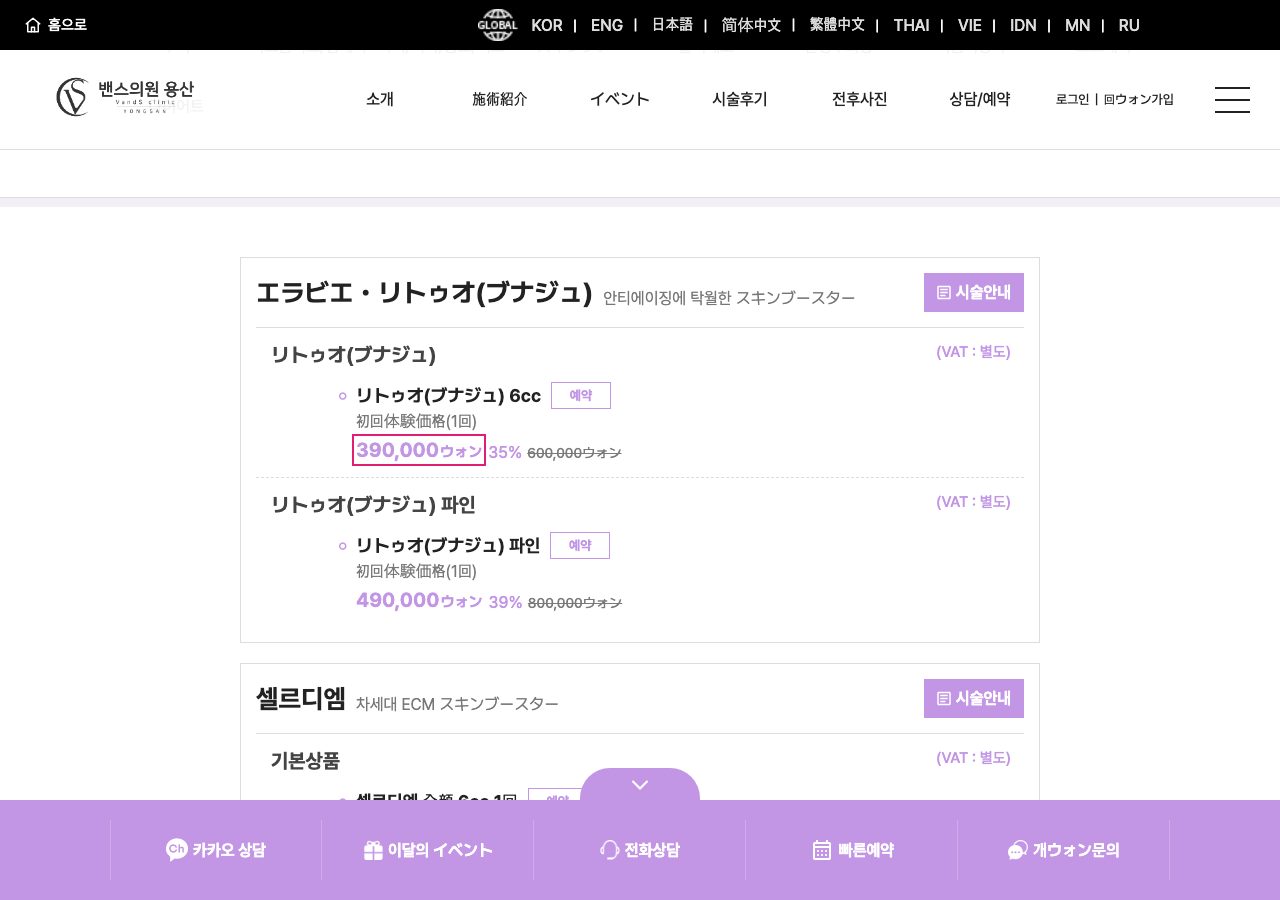 홈으로
GLOBAL KOR | ENG | 日本語 | 简体中文 | 繁體中文 | THAI | VIE | IDN | MN | RU
밴스의원 용산
VandS clinic
YONGSAN
소개 施術紹介 イベント 시술후기 전후사진 상담/예약 로그인 | 回ウォン가입
エラビエ・リトゥオ(ブナジュ) 안티에이징에 탁월한 スキンブースター 시술안내
リトゥオ(ブナジュ) (VAT : 별도)
リトゥオ(ブナジュ) 6cc 예약
初回体験価格(1回)
390,000ウォン 35% 600,000ウォン
リトゥオ(ブナジュ) 파인 (VAT : 별도)
リトゥオ(ブナジュ) 파인 예약
初回体験価格(1回)
490,000ウォン 39% 800,000ウォン
셀르디엠 차세대 ECM スキンブースター 시술안내
기본상품 (VAT : 별도)
셀르디엠 全顔 6cc 1回 예약
Ch 카카오 상담 이달의 イベント 전화상담 빠른예약 개ウォン문의